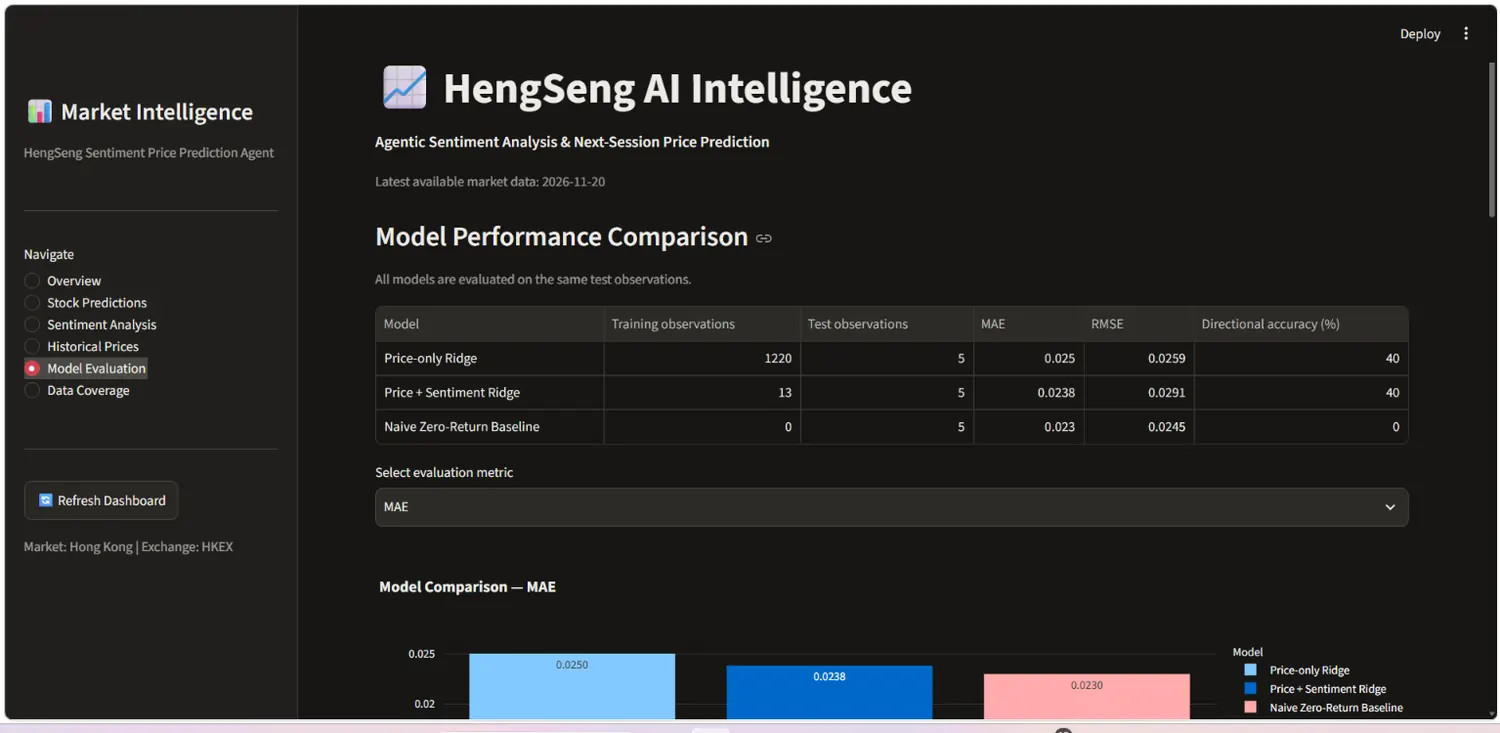 Deploy
Market Intelligence
HengSeng Sentiment Price Prediction Agent
Navigate
Overview
Stock Predictions
Sentiment Analysis
Historical Prices
Model Evaluation
Data Coverage
Refresh Dashboard
Market: Hong Kong | Exchange: HKEX
HengSeng AI Intelligence
Agentic Sentiment Analysis & Next-Session Price Prediction
Latest available market data: 2026-11-20
Model Performance Comparison
All models are evaluated on the same test observations.
Model Training observations Test observations MAE RMSE Directional accuracy (%)
Price-only Ridge 1220 5 0.025 0.0259 40
Price + Sentiment Ridge 13 5 0.0238 0.0291 40
Naive Zero-Return Baseline 0 5 0.023 0.0245 0
Select evaluation metric
MAE
Model Comparison — MAE
0.025
0.02
0.0250
0.0238
0.0230
Model
Price-only Ridge
Price + Sentiment Ridge
Naive Zero-Return Baseline